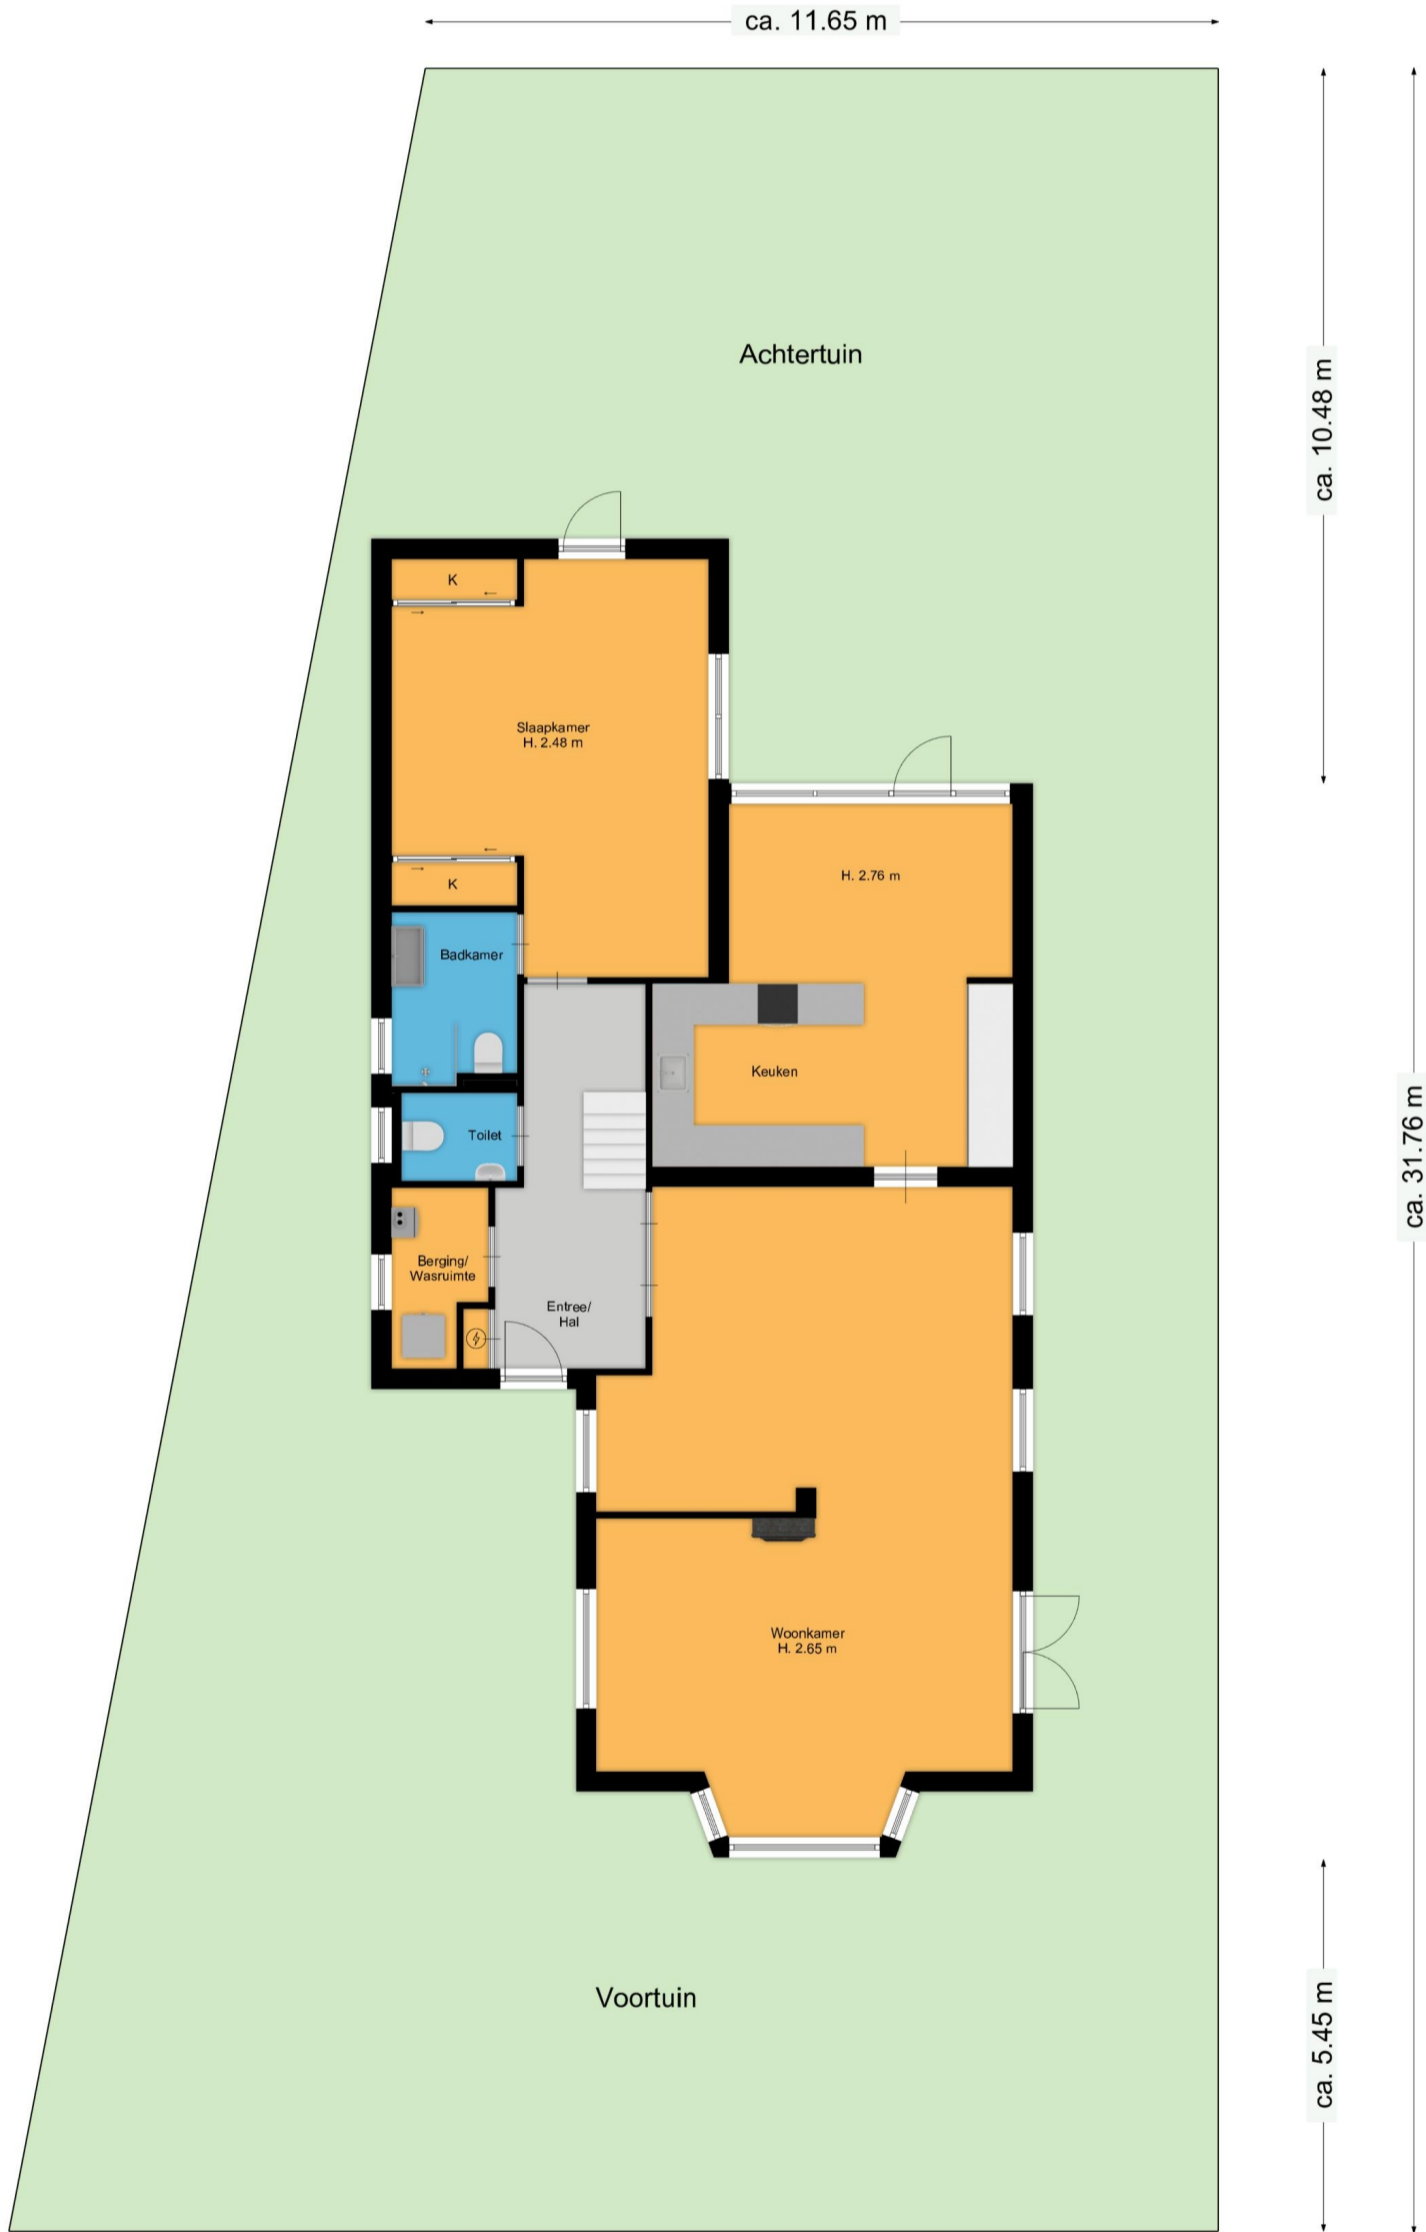 ca. 11.65 m
Achtertuin
ca. 10.48 m
K
Slaapkamer
H. 2.48 m
K
H. 2.76 m
Badkamer
Keuken
Toilet
ca. 31.76 m
Berging/
Wasruimte
Entree/
Hal
Woonkamer
H. 2.65 m
Voortuin
ca. 5.45 m